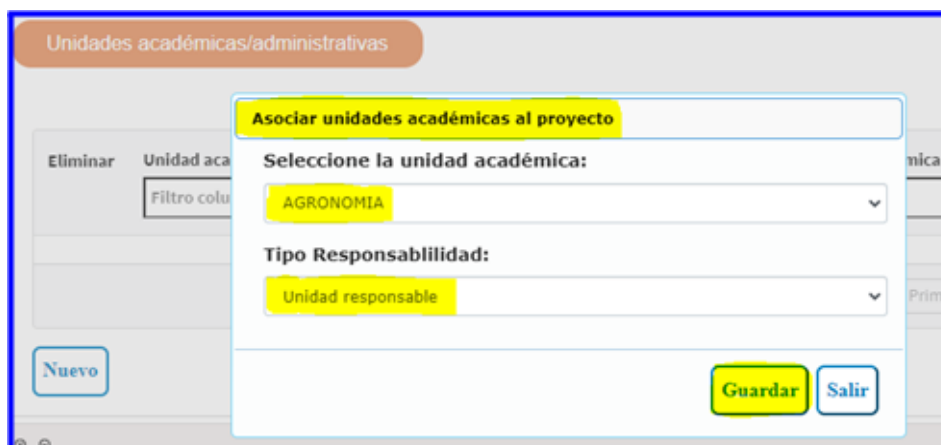 Unidades académicas/administrativas
Asociar unidades académicas al proyecto
Eliminar Unidad aca Seleccione la unidad académica: mica
Filtro colu AGRONOMIA
Tipo Responsablilidad:
Unidad responsable Prim
Nuevo
Guardar Salir